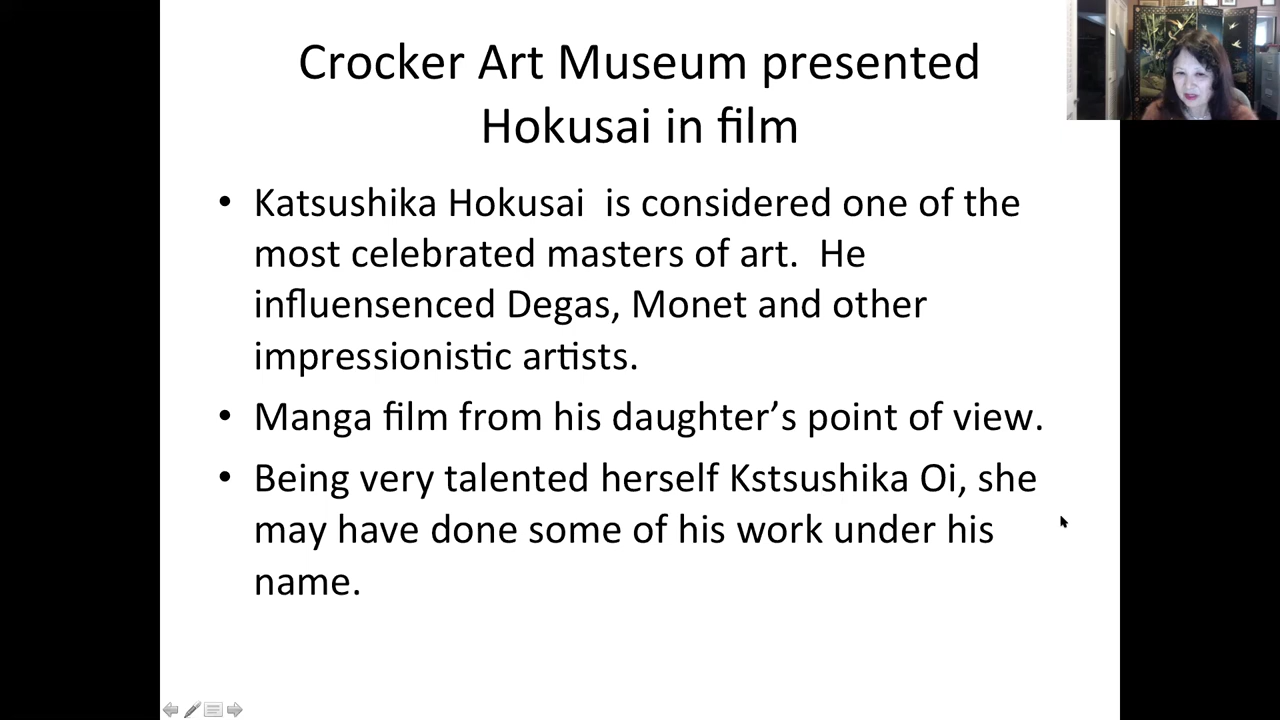 Crocker Art Museum presented
Hokusai in film
• Katsushika Hokusai  is considered one of the
most celebrated masters of art.  He
influensenced Degas, Monet and other
impressionistic artists.
• Manga film from his daughter’s point of view.
• Being very talented herself Kstsushika Oi, she
may have done some of his work under his
name.